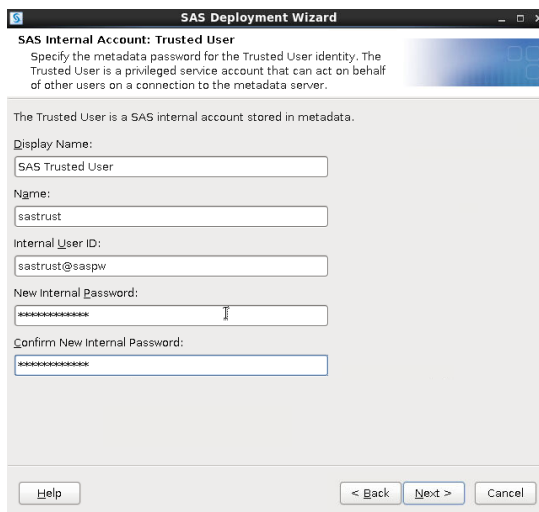 SAS Deployment Wizard
SAS Internal Account: Trusted User
Specify the metadata password for the Trusted User identity. The
Trusted User is a privileged service account that can act on behalf
of other users on a connection to the metadata server.
The Trusted User is a SAS internal account stored in metadata.
Display Name:
SAS Trusted User
Name:
sastrust
Internal User ID:
sastrust@saspw
New Internal Password:
************
Confirm New Internal Password:
************
Help
< Back
Next >
Cancel